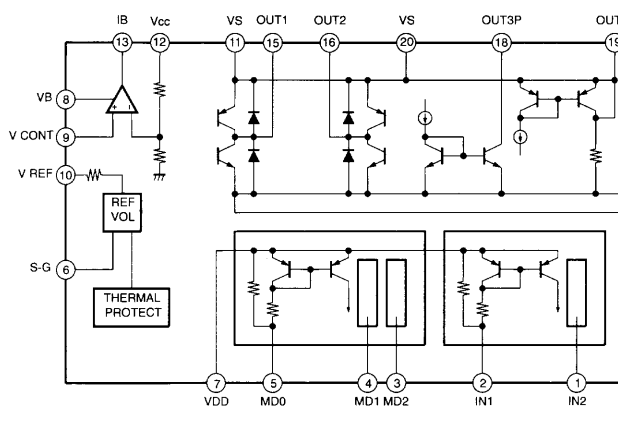 IB Vcc VS OUT1 OUT2 VS OUT3P OUT
13 12 11 15 16 20 18 19
VB 8
+ -
V CONT 9
V REF 10
REF
VOL
S-G 6
THERMAL
PROTECT
7 5 4 3 2 1
VDD MD0 MD1 MD2 IN1 IN2